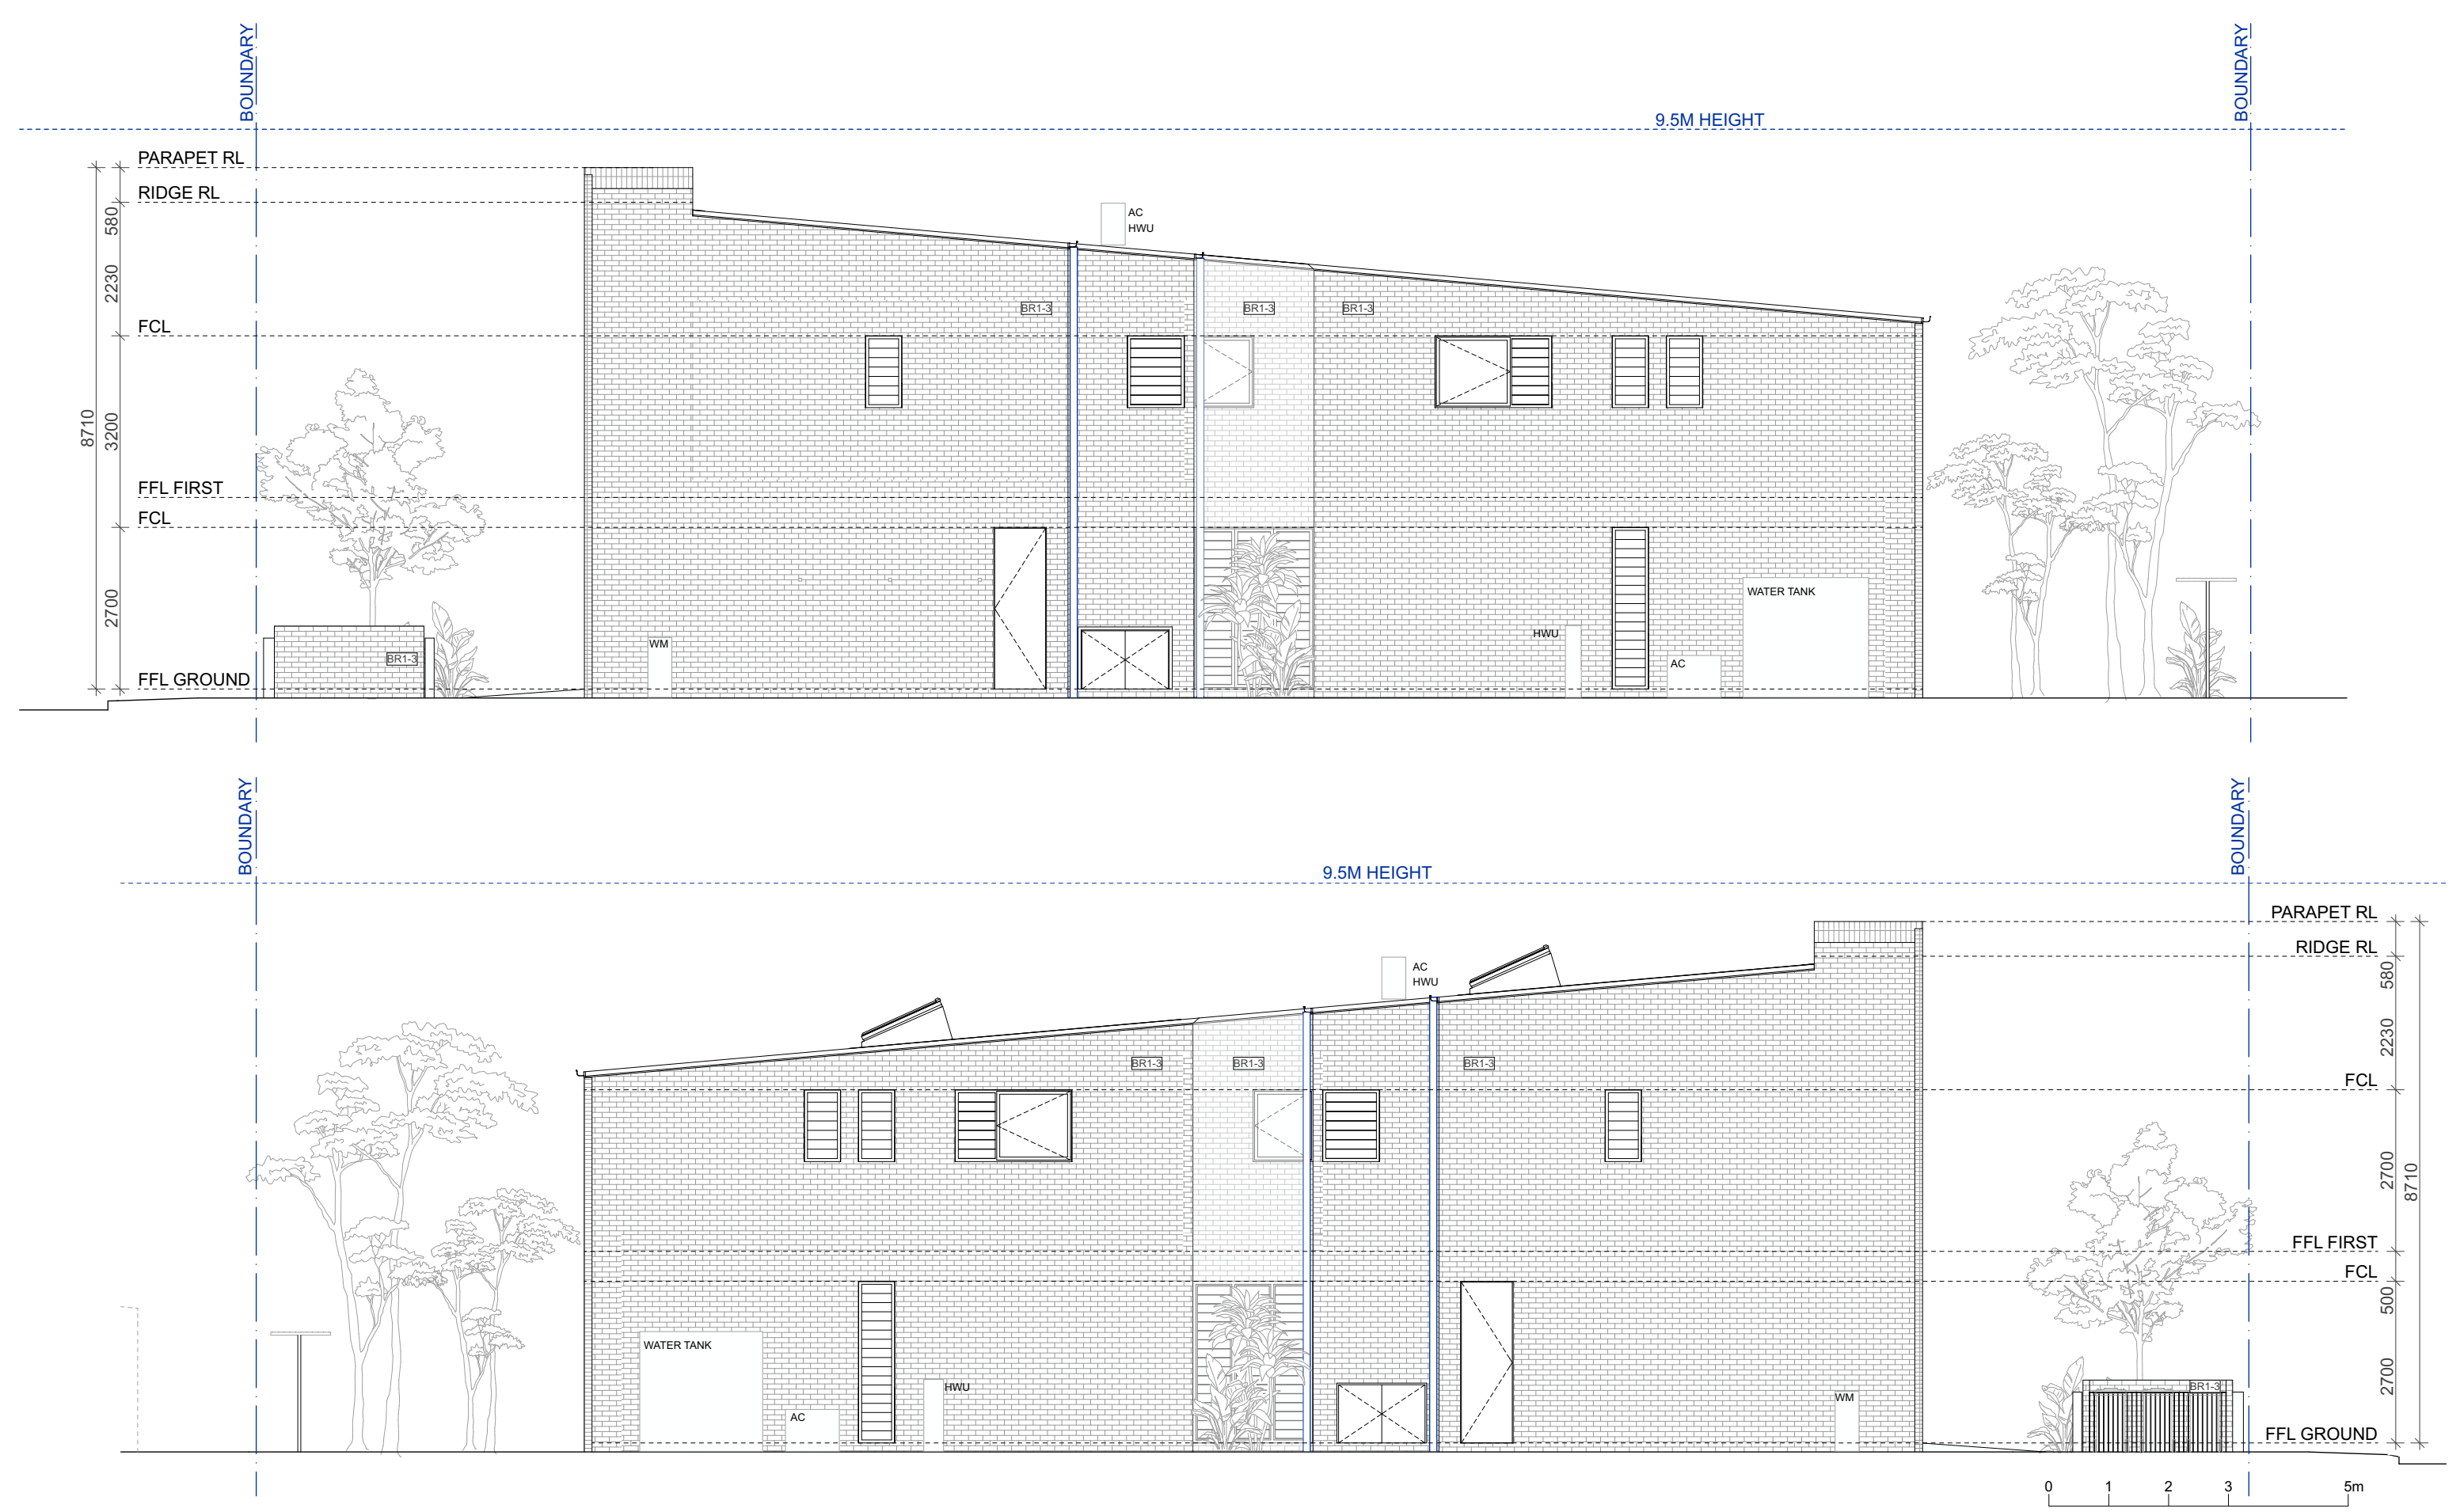 BOUNDARY
BOUNDARY
9.5M HEIGHT
PARAPET RL
RIDGE RL
580
AC
HWU
2230
BR1-3
BR1-3
BR1-3
FCL
8710
3200
FFL FIRST
FCL
2700
WATER TANK
WM
HWU
BR1-3
AC
FFL GROUND
BOUNDARY
BOUNDARY
9.5M HEIGHT
PARAPET RL
RIDGE RL
AC
HWU
580
2230
BR1-3
BR1-3
BR1-3
FCL
2700
8710
FFL FIRST
FCL
500
WATER TANK
2700
HWU
BR1-3
WM
AC
FFL GROUND
0 1 2 3 5m